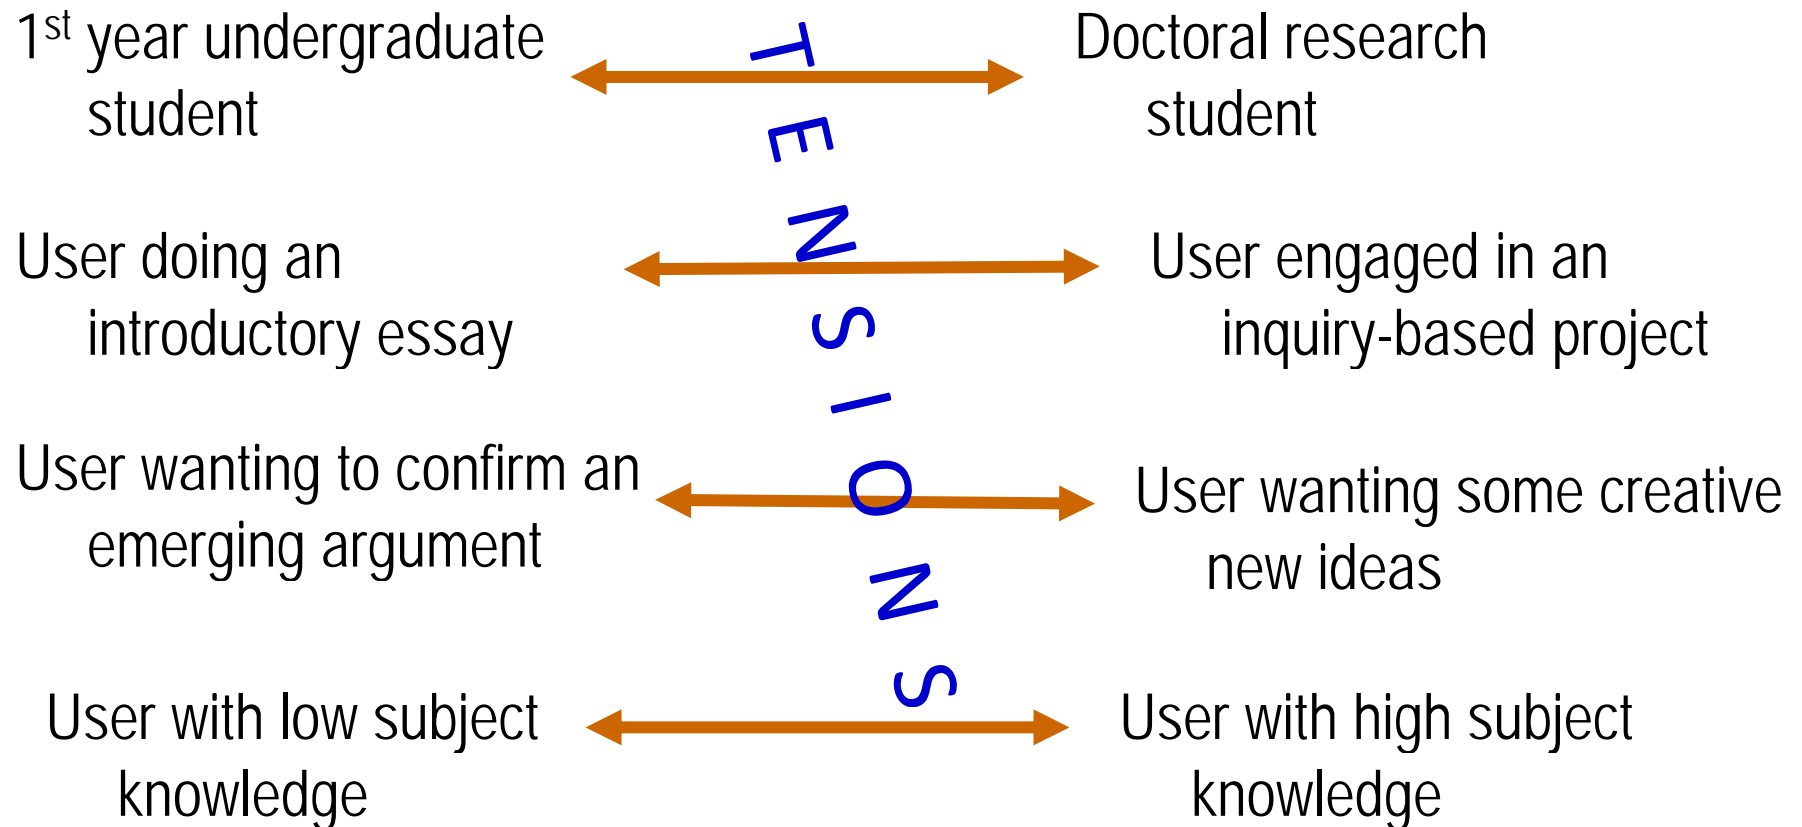 1st year undergraduate
student
Doctoral research
student
User doing an
introductory essay
User engaged in an
inquiry-based project
User wanting to confirm an
emerging argument
User wanting some creative
new ideas
User with low subject
knowledge
User with high subject
knowledge
TENSIONS